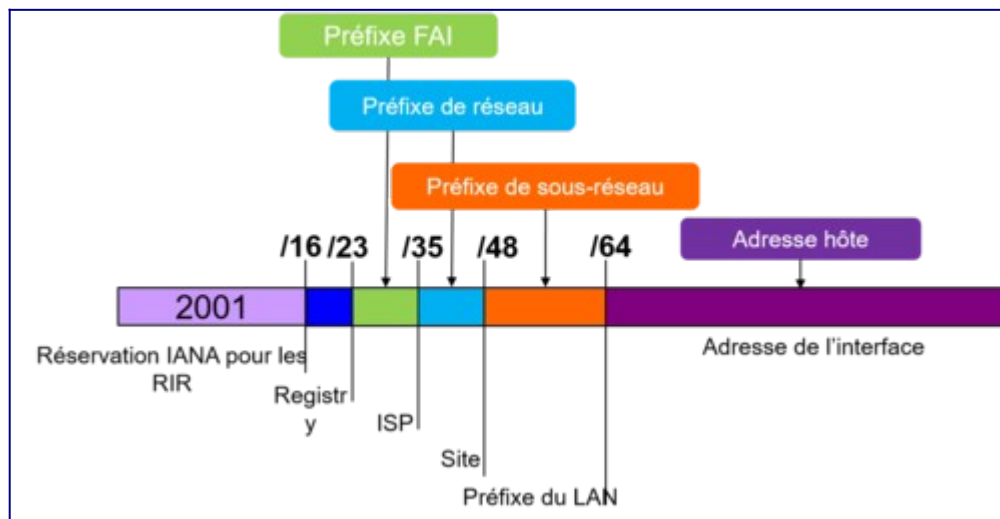 Préfixe FAI
Préfixe de réseau
Préfixe de sous-réseau
Adresse hôte
/16 /23 /35 /48 /64
2001
Réservation IANA pour les
RIR
Registr
y
ISP
Site
Préfixe du LAN
Adresse de l'interface